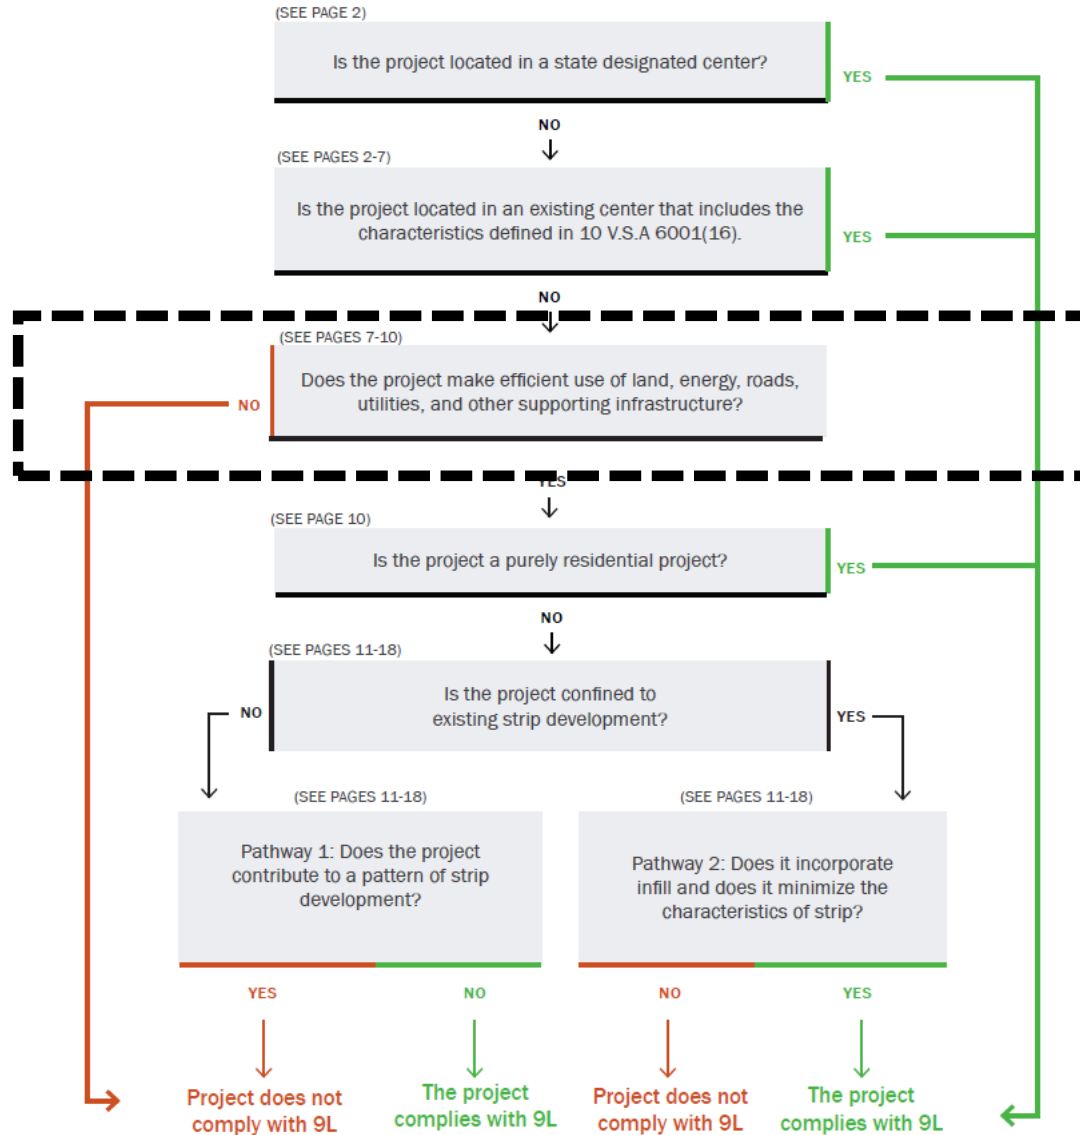 (SEE PAGE 2)
Is the project located in a state designated center?
YES
NO
(SEE PAGES 2-7)
Is the project located in an existing center that includes the
characteristics defined in 10 V.S.A 6001(16).
YES
NO
(SEE PAGES 7-10)
Does the project make efficient use of land, energy, roads,
utilities, and other supporting infrastructure?
NO
YES
(SEE PAGE 10)
Is the project a purely residential project?
YES
NO
(SEE PAGES 11-18)
Is the project confined to
existing strip development?
NO
YES
(SEE PAGES 11-18)
Pathway 1: Does the project
contribute to a pattern of strip
development?
(SEE PAGES 11-18)
Pathway 2: Does it incorporate
infill and does it minimize the
characteristics of strip?
YES
NO
NO
YES
Project does not
comply with 9L
The project
complies with 9L
Project does not
comply with 9L
The project
complies with 9L